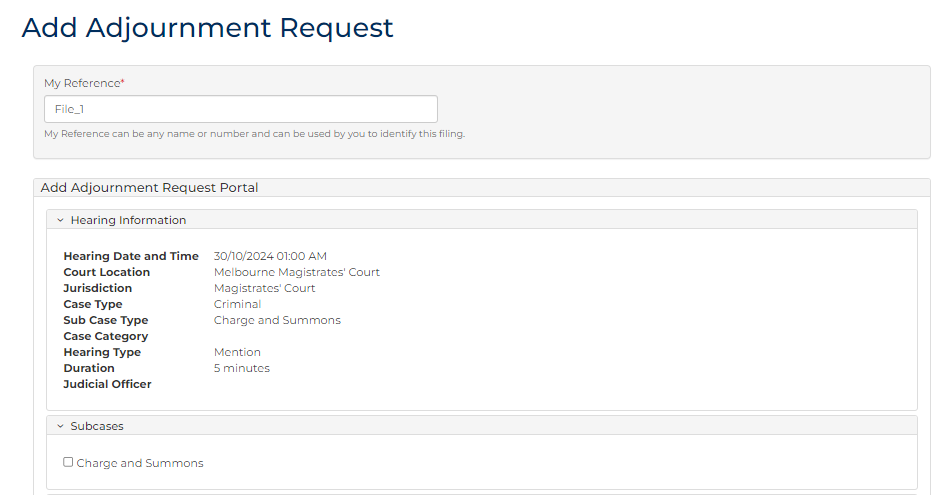 Add Adjournment Request
My Reference*
File_1
My Reference can be any name or number and can be used by you to identify this filing.
Add Adjournment Request Portal
Hearing Information
Hearing Date and Time 30/10/2024 01:00 AM
Court Location Melbourne Magistrates' Court
Jurisdiction Magistrates' Court
Case Type Criminal
Sub Case Type Charge and Summons
Case Category
Hearing Type Mention
Duration 5 minutes
Judicial Officer
Subcases
Charge and Summons